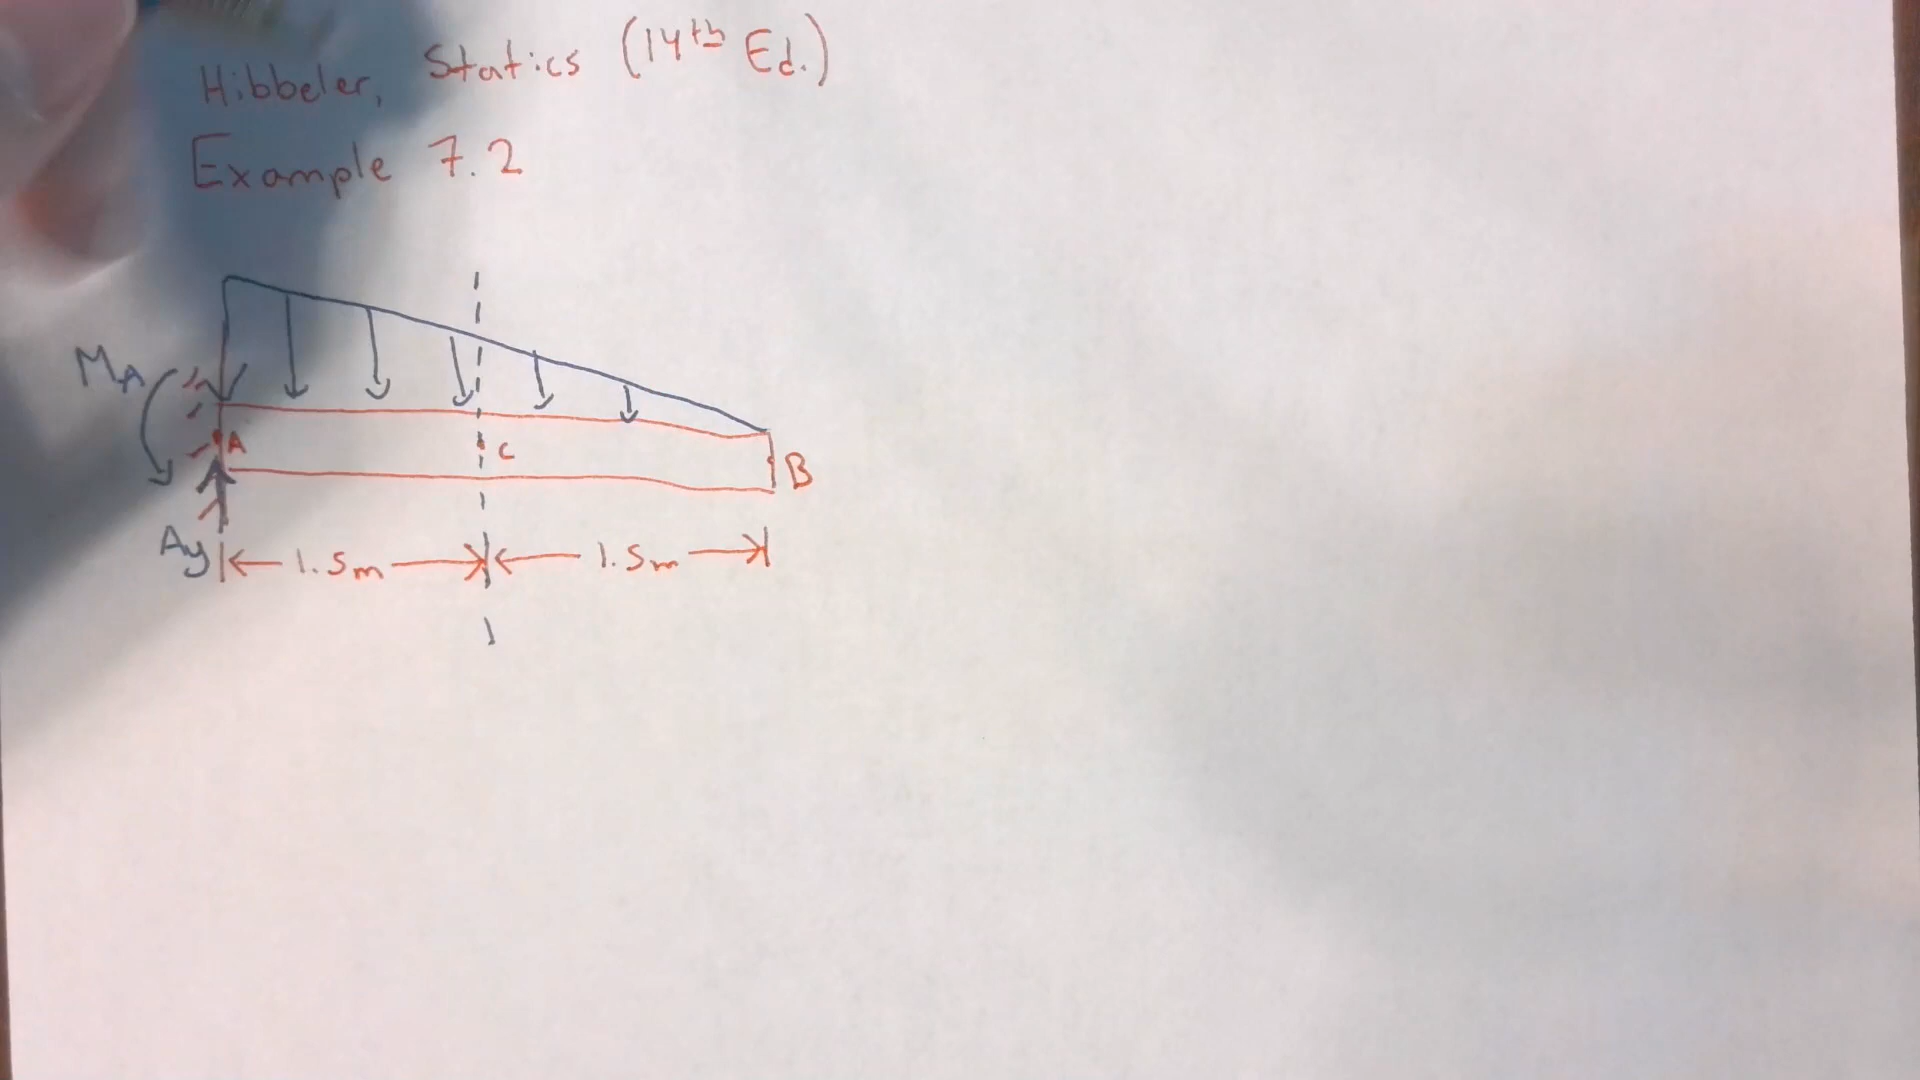 Hibbeler, Statics (14th Ed.)
Example 7.2
MA
A
C
B
Ay
1.5m 1.5m